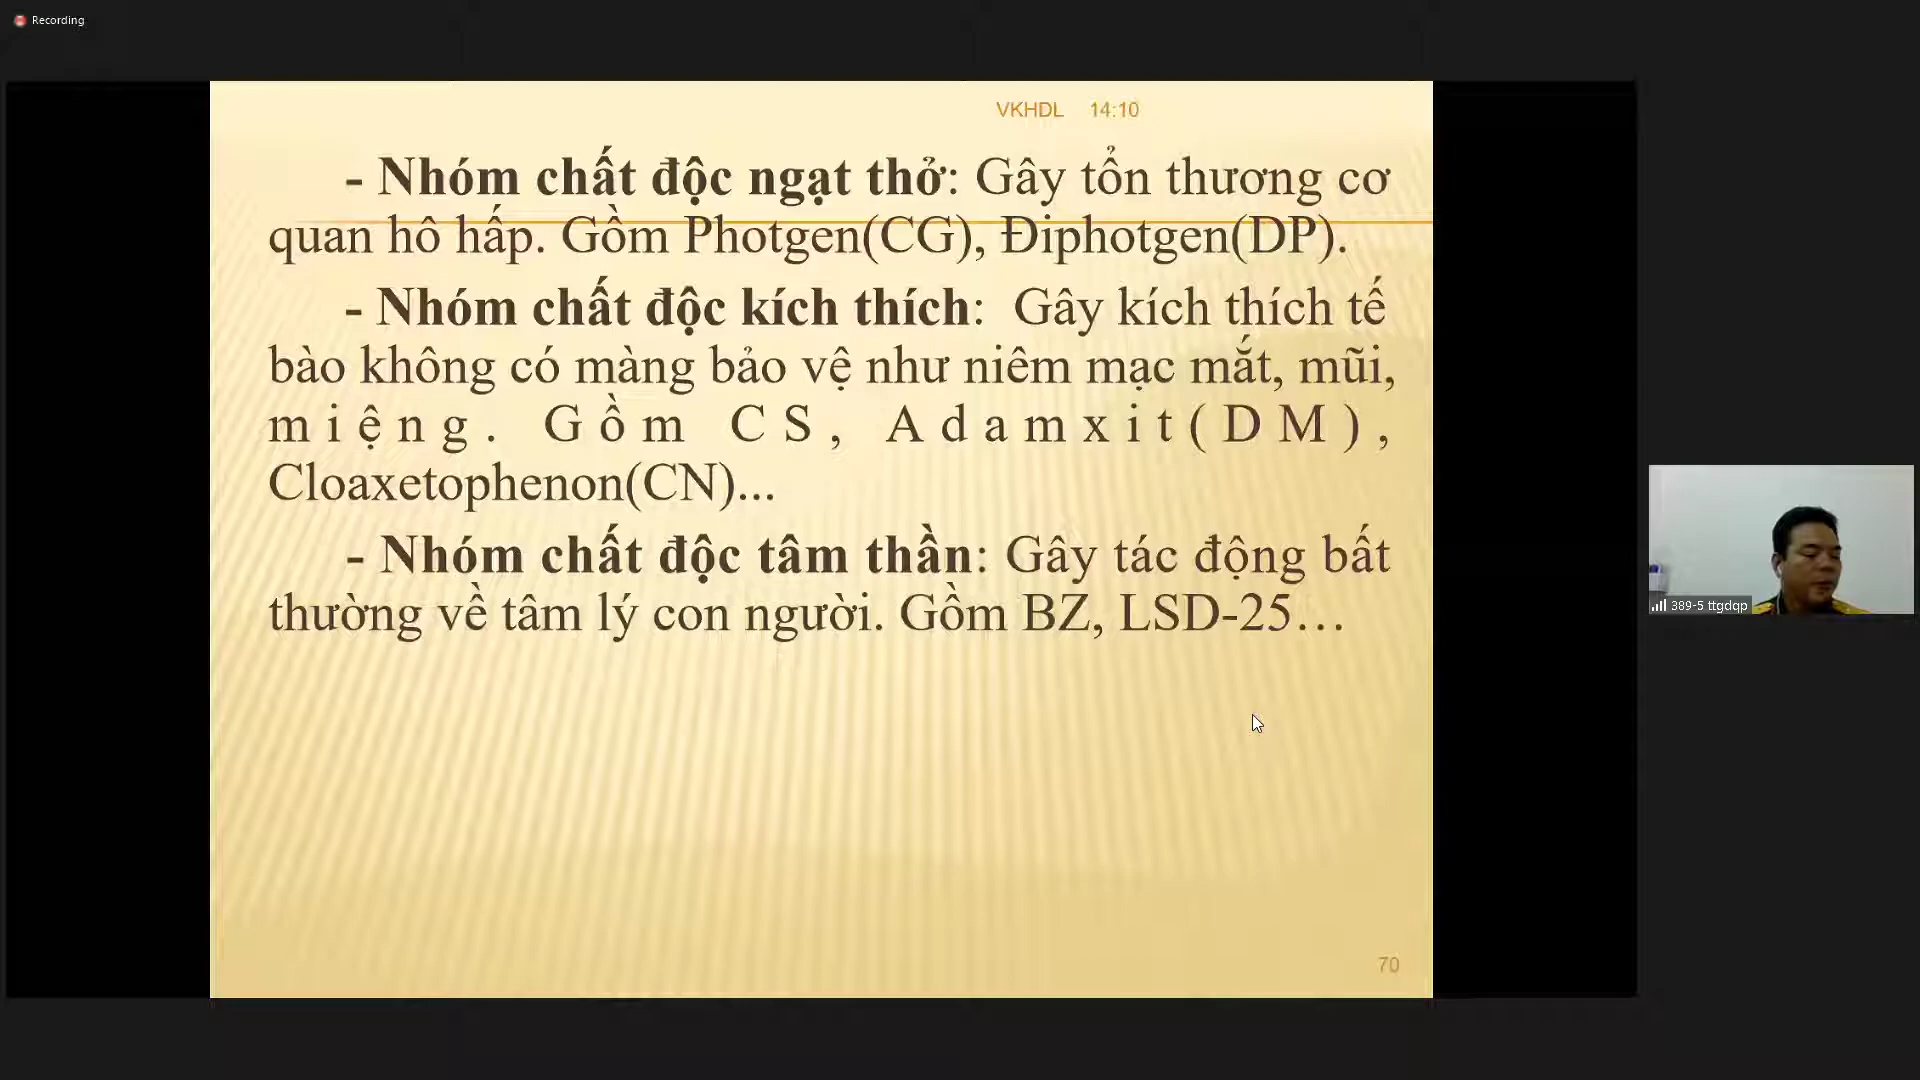 Recording
VKHDL 14:10
- Nhóm chất độc ngạt thở: Gây tổn thương cơ
quan hô hấp. Gồm Photgen(CG), Điphotgen(DP).
- Nhóm chất độc kích thích: Gây kích thích tế
bào không có màng bảo vệ như niêm mạc mắt, mũi,
miệng. Gồm CS, Adamxit(DM),
Cloaxetophenon(CN)...
- Nhóm chất độc tâm thần: Gây tác động bất
thường về tâm lý con người. Gồm BZ, LSD-25…
389-5 ttgdqp
70